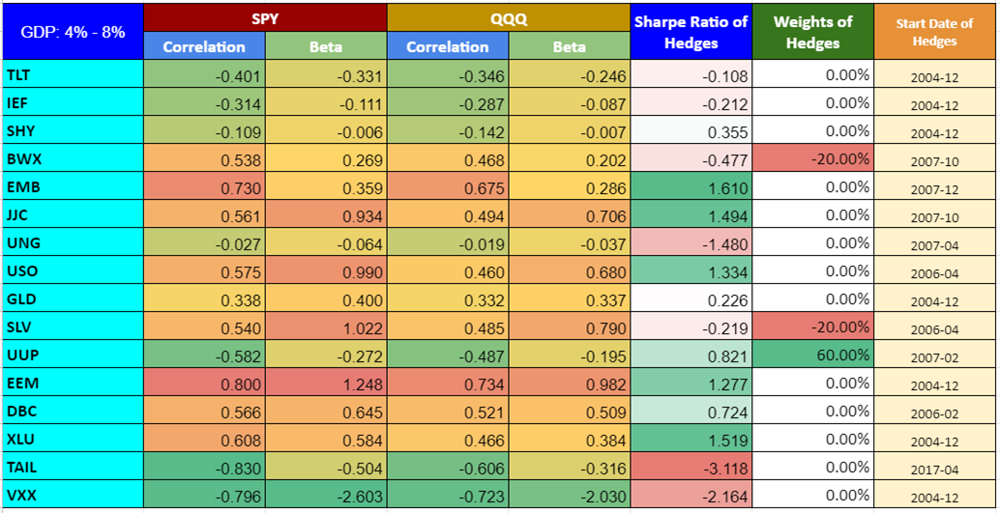 GDP: 4% - 8% SPY QQQ Sharpe Ratio of Hedges Weights of Hedges Start Date of Hedges
Correlation Beta Correlation Beta
TLT -0.401 -0.331 -0.346 -0.246 -0.108 0.00% 2004-12
IEF -0.314 -0.111 -0.287 -0.087 -0.212 0.00% 2004-12
SHY -0.109 -0.006 -0.142 -0.007 0.355 0.00% 2004-12
BWX 0.538 0.269 0.468 0.202 -0.477 -20.00% 2007-10
EMB 0.730 0.359 0.675 0.286 1.610 0.00% 2007-12
JJC 0.561 0.934 0.494 0.706 1.494 0.00% 2007-10
UNG -0.027 -0.064 -0.019 -0.037 -1.480 0.00% 2007-04
USO 0.575 0.990 0.460 0.680 1.334 0.00% 2006-04
GLD 0.338 0.400 0.332 0.337 0.226 0.00% 2004-12
SLV 0.540 1.022 0.485 0.790 -0.219 -20.00% 2006-04
UUP -0.582 -0.272 -0.487 -0.195 0.821 60.00% 2007-02
EEM 0.800 1.248 0.734 0.982 1.277 0.00% 2004-12
DBC 0.566 0.645 0.521 0.509 0.724 0.00% 2006-02
XLU 0.608 0.584 0.466 0.384 1.519 0.00% 2004-12
TAIL -0.830 -0.504 -0.606 -0.316 -3.118 0.00% 2017-04
VXX -0.796 -2.603 -0.723 -2.030 -2.164 0.00% 2004-12